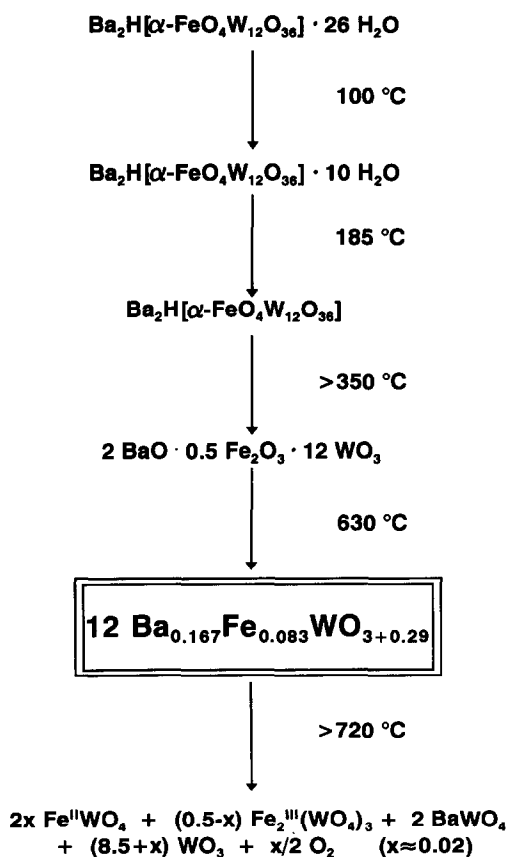 Ba₂H[α-FeO₄W₁₂O₃₆] · 26 H₂O
100 °C
Ba₂H[α-FeO₄W₁₂O₃₆] · 10 H₂O
185 °C
Ba₂H[α-FeO₄W₁₂O₃₆]
>350 °C
2 BaO · 0.5 Fe₂O₃ · 12 WO₃
630 °C
12 Ba₀.₁₆₇Fe₀.₀₈₃WO₃₊₀.₂₉
>720 °C
2x FeᴵᴵWO₄ + (0.5-x) Fe₂ᴵᴵᴵ(WO₄)₃ + 2 BaWO₄
+ (8.5+x) WO₃ + x/2 O₂ (x≈0.02)